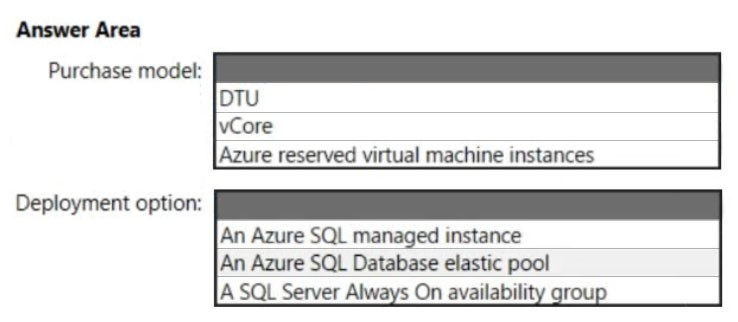 Answer Area
Purchase model:
DTU
vCore
Azure reserved virtual machine instances
Deployment option:
An Azure SQL managed instance
An Azure SQL Database elastic pool
A SQL Server Always On availability group